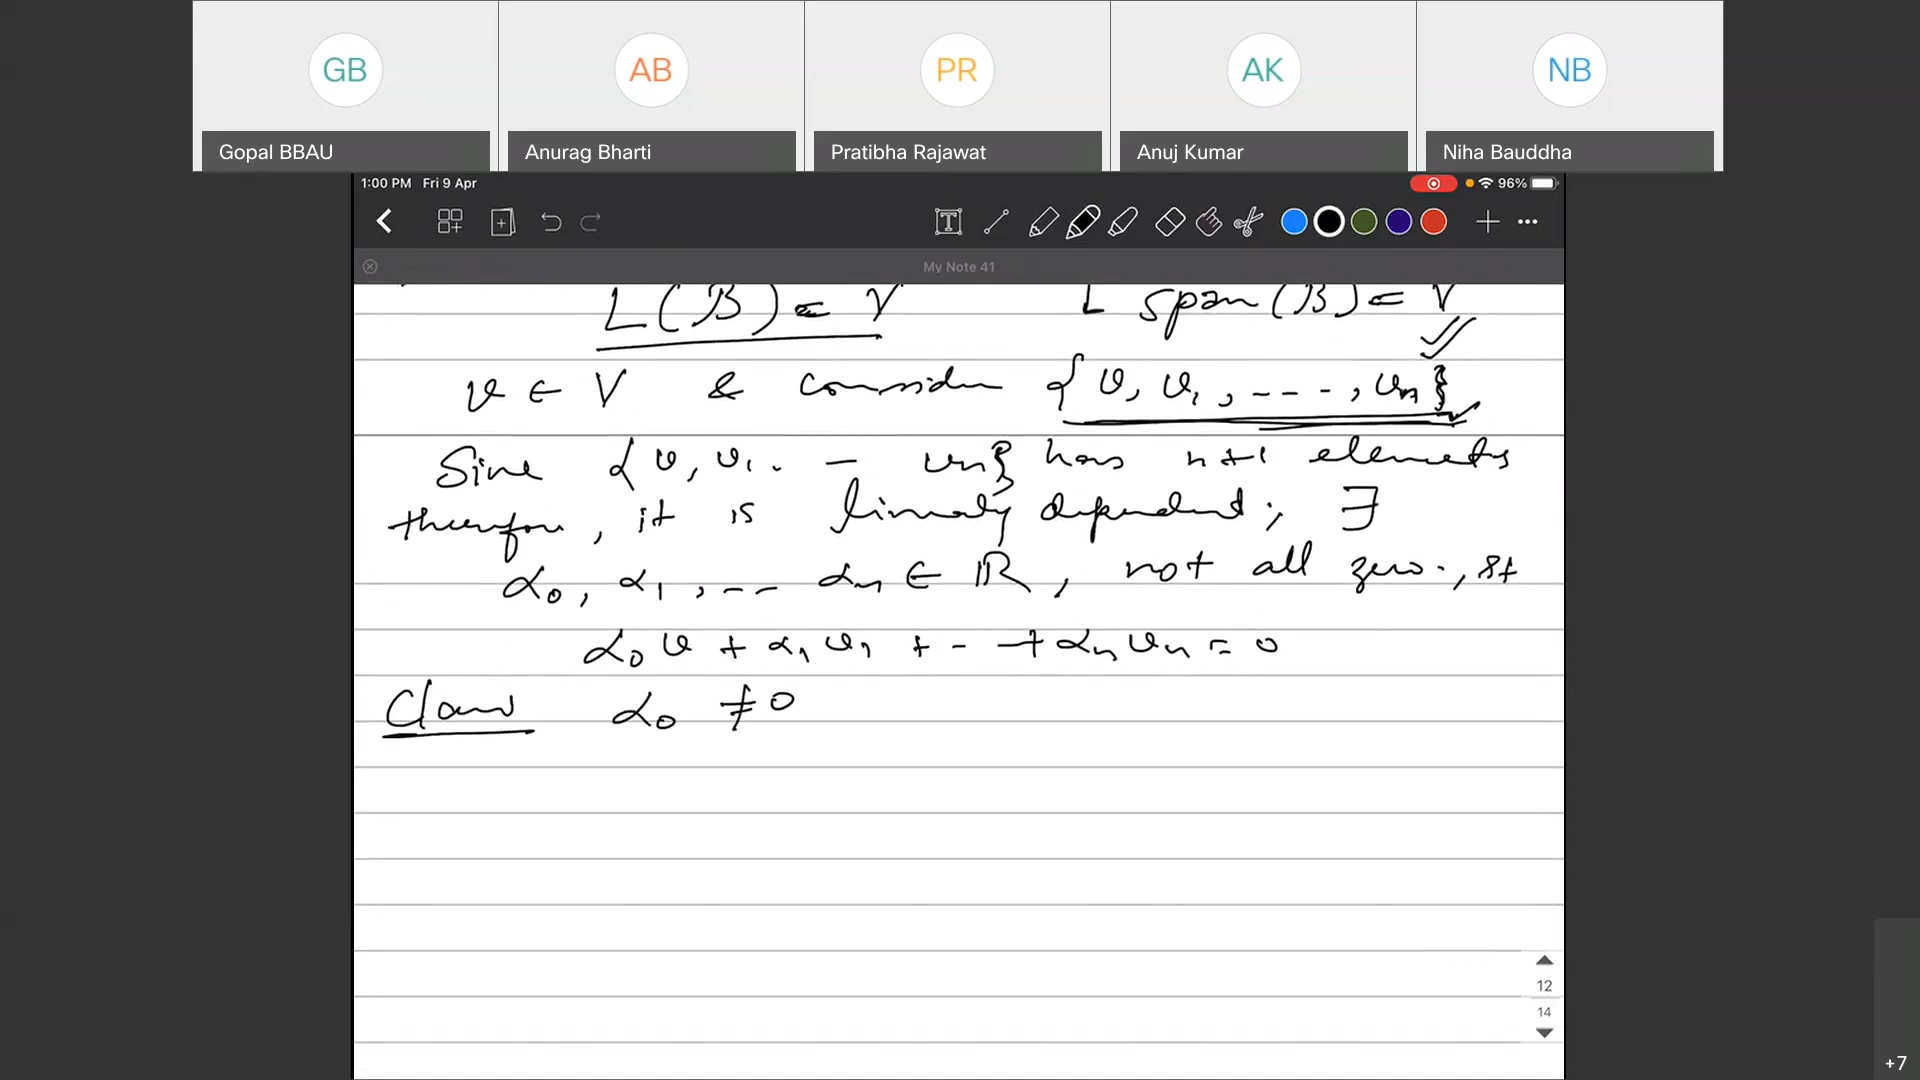 GB AB PR AK NB
Gopal BBAU Anurag Bharti Pratibha Rajawat Anuj Kumar Niha Bauddha
1:00 PM Fri 9 Apr 96%
My Note 41
L(B) = V L span(B) = V
v ∈ V & consider {v, v₁, ---, vₙ}
Sine {v, v₁. - vₙ} has n+1 elements
therefore, it is linearly dependent; ∃
α₀, α₁, -- αₙ ∈ ℝ, not all zero., st
α₀v + α₁v₁ + - + αₙvₙ = 0
Claim α₀ ≠ 0
12
14
+7